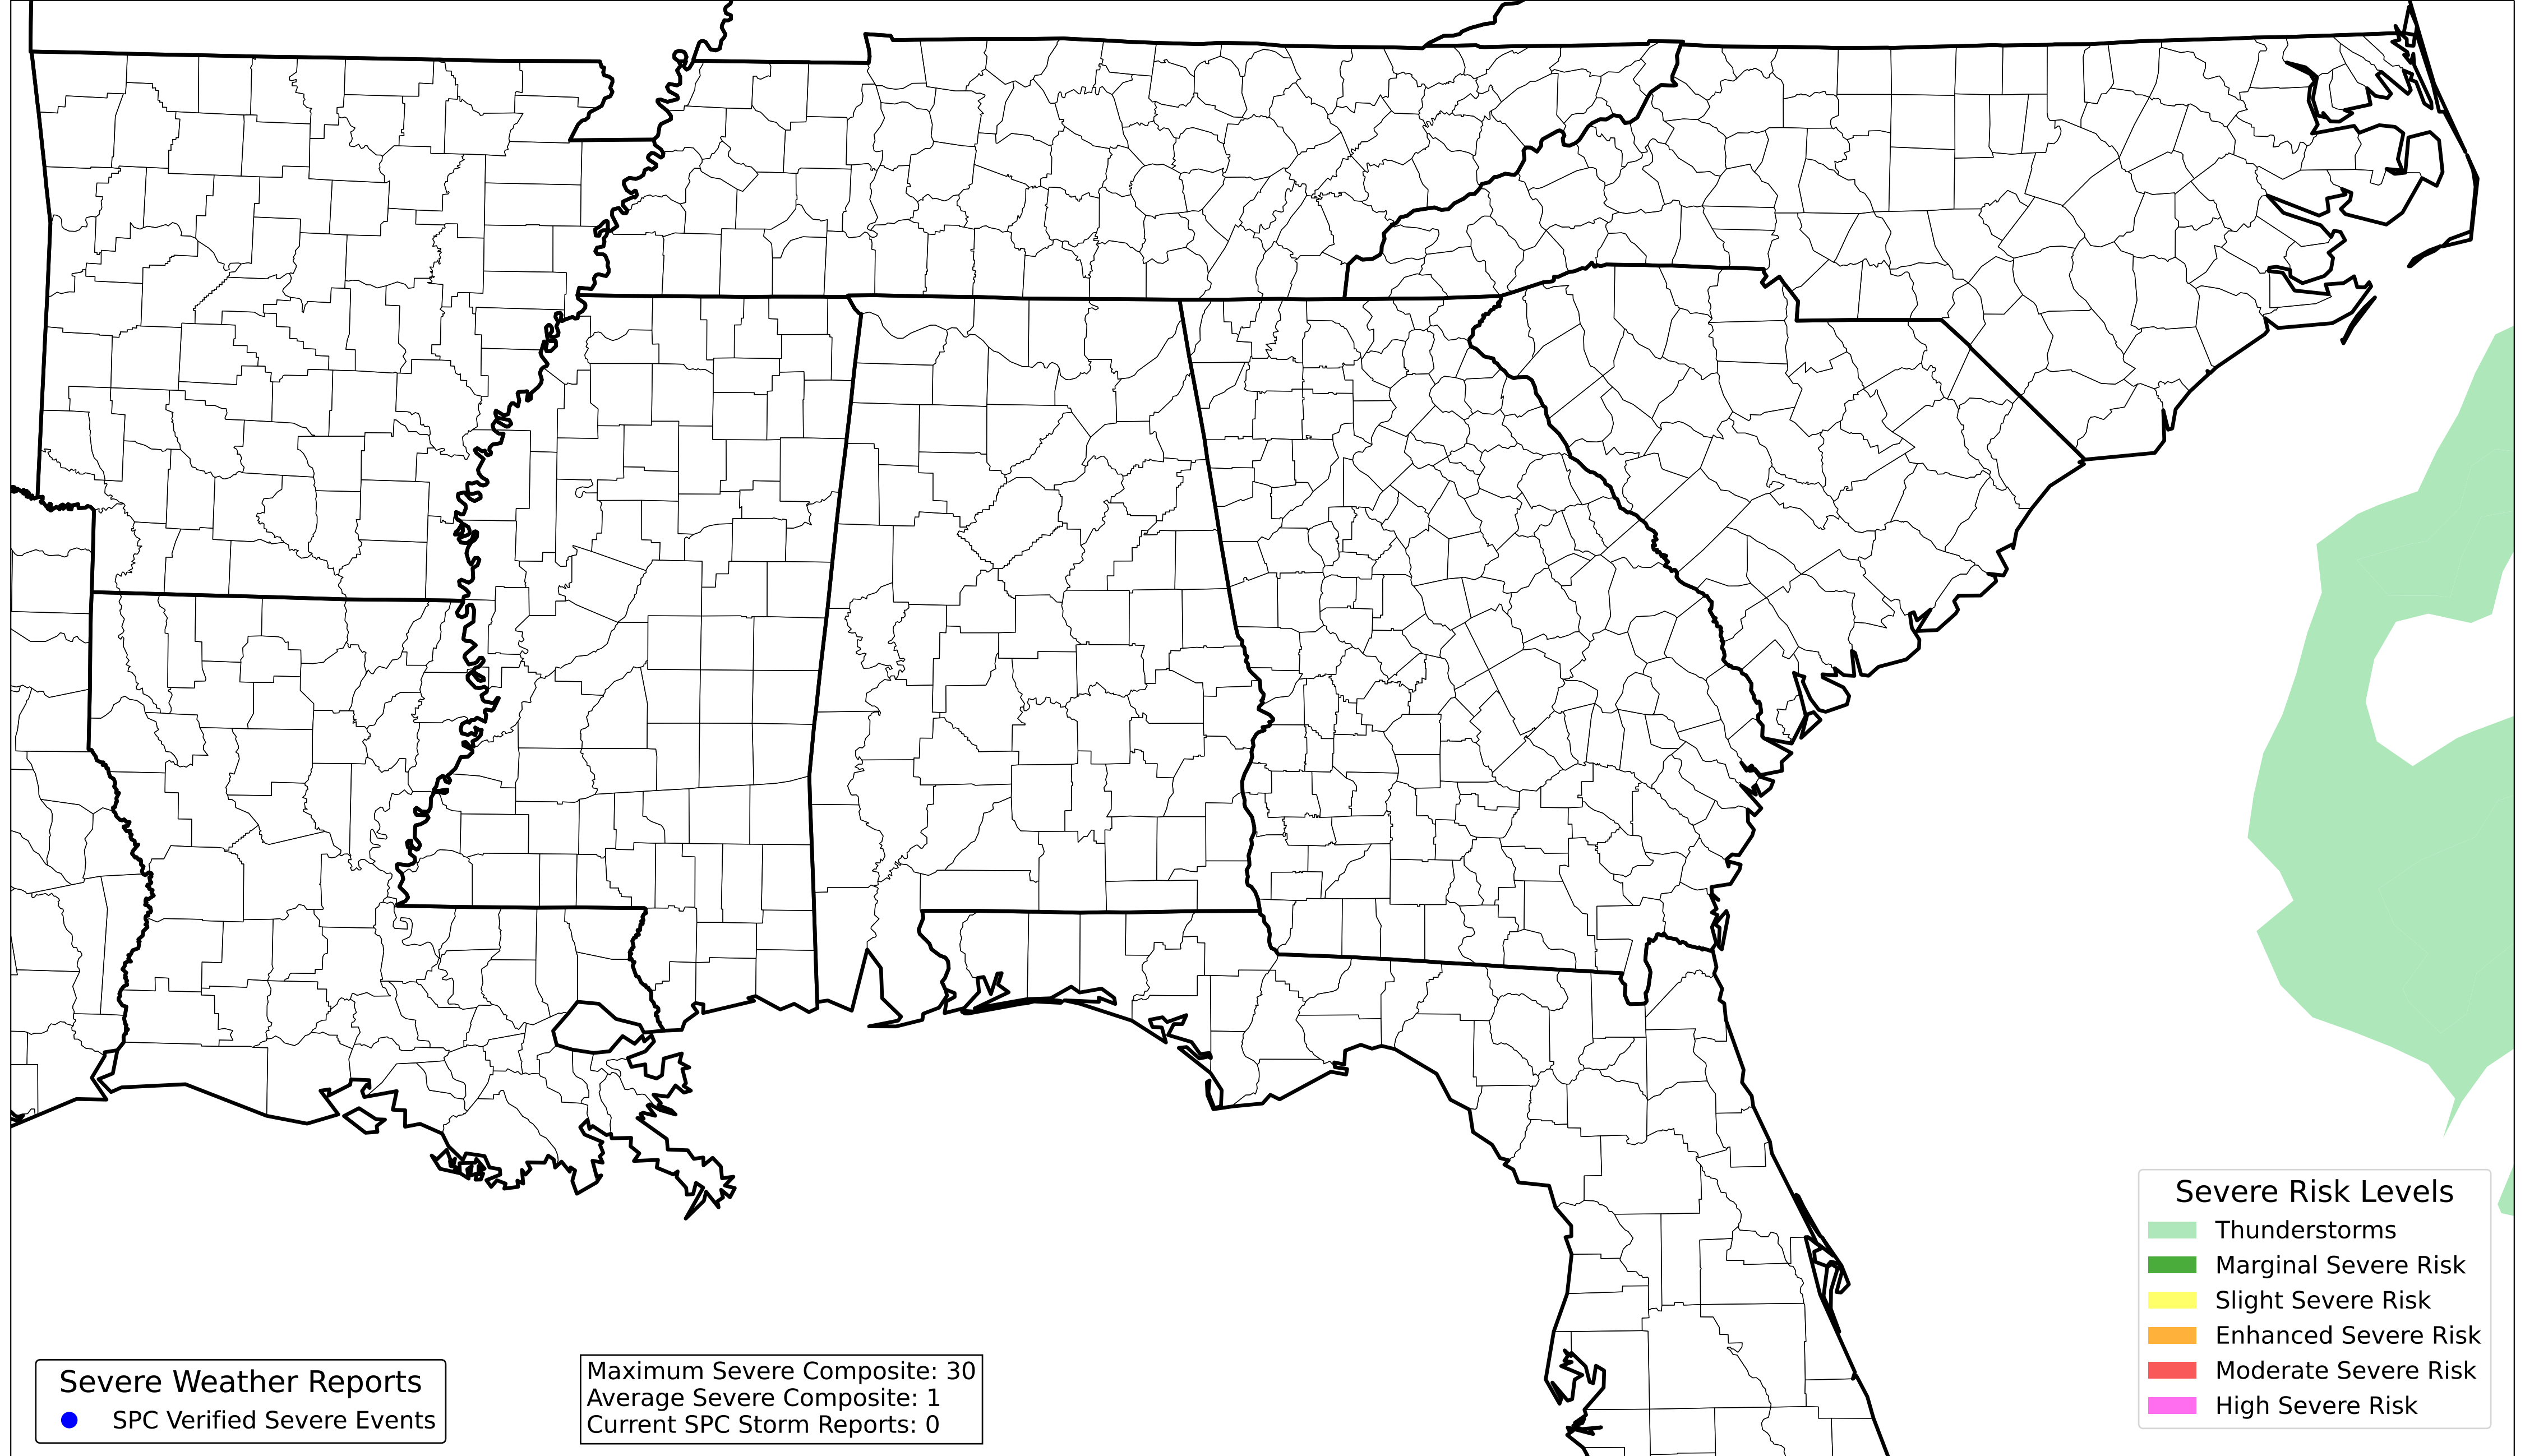 Severe Risk Levels
Thunderstorms
Marginal Severe Risk
Slight Severe Risk
Enhanced Severe Risk
Moderate Severe Risk
High Severe Risk
Severe Weather Reports
SPC Verified Severe Events
Maximum Severe Composite: 30
Average Severe Composite: 1
Current SPC Storm Reports: 0